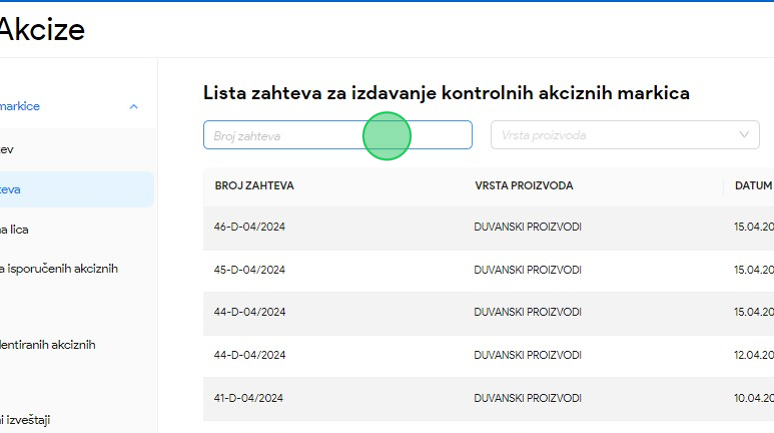 Akcize
markice
Lista zahteva za izdavanje kontrolnih akciznih markica
Broj zahteva
Vrsta proizvoda
BROJ ZAHTEVA VRSTA PROIZVODA DATUM
46-D-04/2024 DUVANSKI PROIZVODI 15.04.20
45-D-04/2024 DUVANSKI PROIZVODI 15.04.20
44-D-04/2024 DUVANSKI PROIZVODI 15.04.20
44-D-04/2024 DUVANSKI PROIZVODI 12.04.20
41-D-04/2024 DUVANSKI PROIZVODI 10.04.20
tev
teva
a lica
a isporučenih akciznih
dentiranih akciznih
ni izveštaji